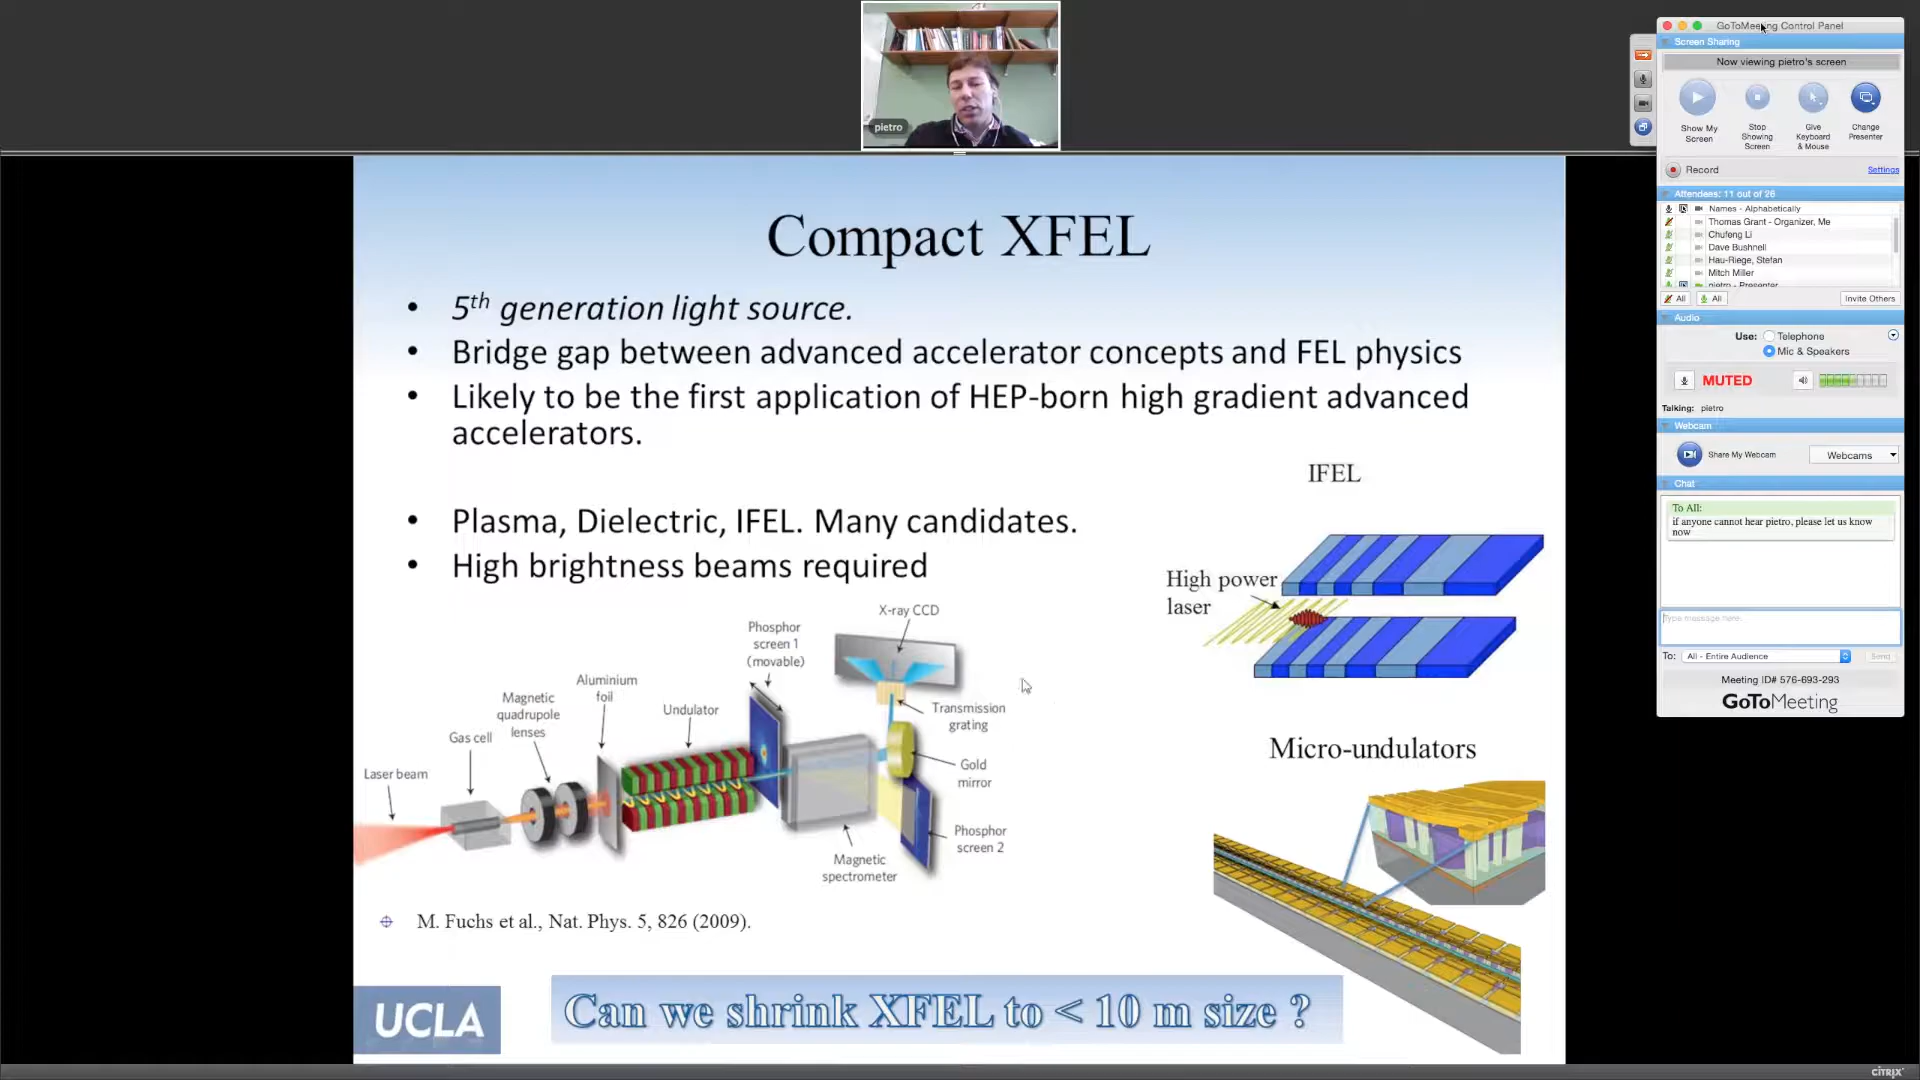 pietro
Compact XFEL
• 5th generation light source.
• Bridge gap between advanced accelerator concepts and FEL physics
• Likely to be the first application of HEP-born high gradient advanced
accelerators.
• Plasma, Dielectric, IFEL. Many candidates.
• High brightness beams required
IFEL
High power
laser
Micro-undulators
X-ray CCD
Phosphor
screen 1
(movable)
Aluminium
foil
Magnetic
quadrupole
lenses
Undulator
Transmission
grating
Gas cell
Laser beam
Gold
mirror
Phosphor
screen 2
Magnetic
spectrometer
M. Fuchs et al., Nat. Phys. 5, 826 (2009).
UCLA
Can we shrink XFEL to < 10 m size ?
GoToMeeting Control Panel
Screen Sharing
Now viewing pietro's screen
Show My
Screen
Stop
Showing
Screen
Give
Keyboard
& Mouse
Change
Presenter
Record
Settings
Attendees: 11 out of 26
Names - Alphabetically
Thomas Grant - Organizer, Me
Chufeng Li
Dave Bushnell
Hau-Riege, Stefan
Mitch Miller
pietro - Presenter
All
All
Invite Others
Audio
Use: Telephone
Mic & Speakers
MUTED
Talking: pietro
Webcam
Share My Webcam
Webcams
Chat
To All:
if anyone cannot hear pietro, please let us know
now
Type message here.
To: All - Entire Audience
Send
Meeting ID# 576-693-293
GoToMeeting
CITRIX